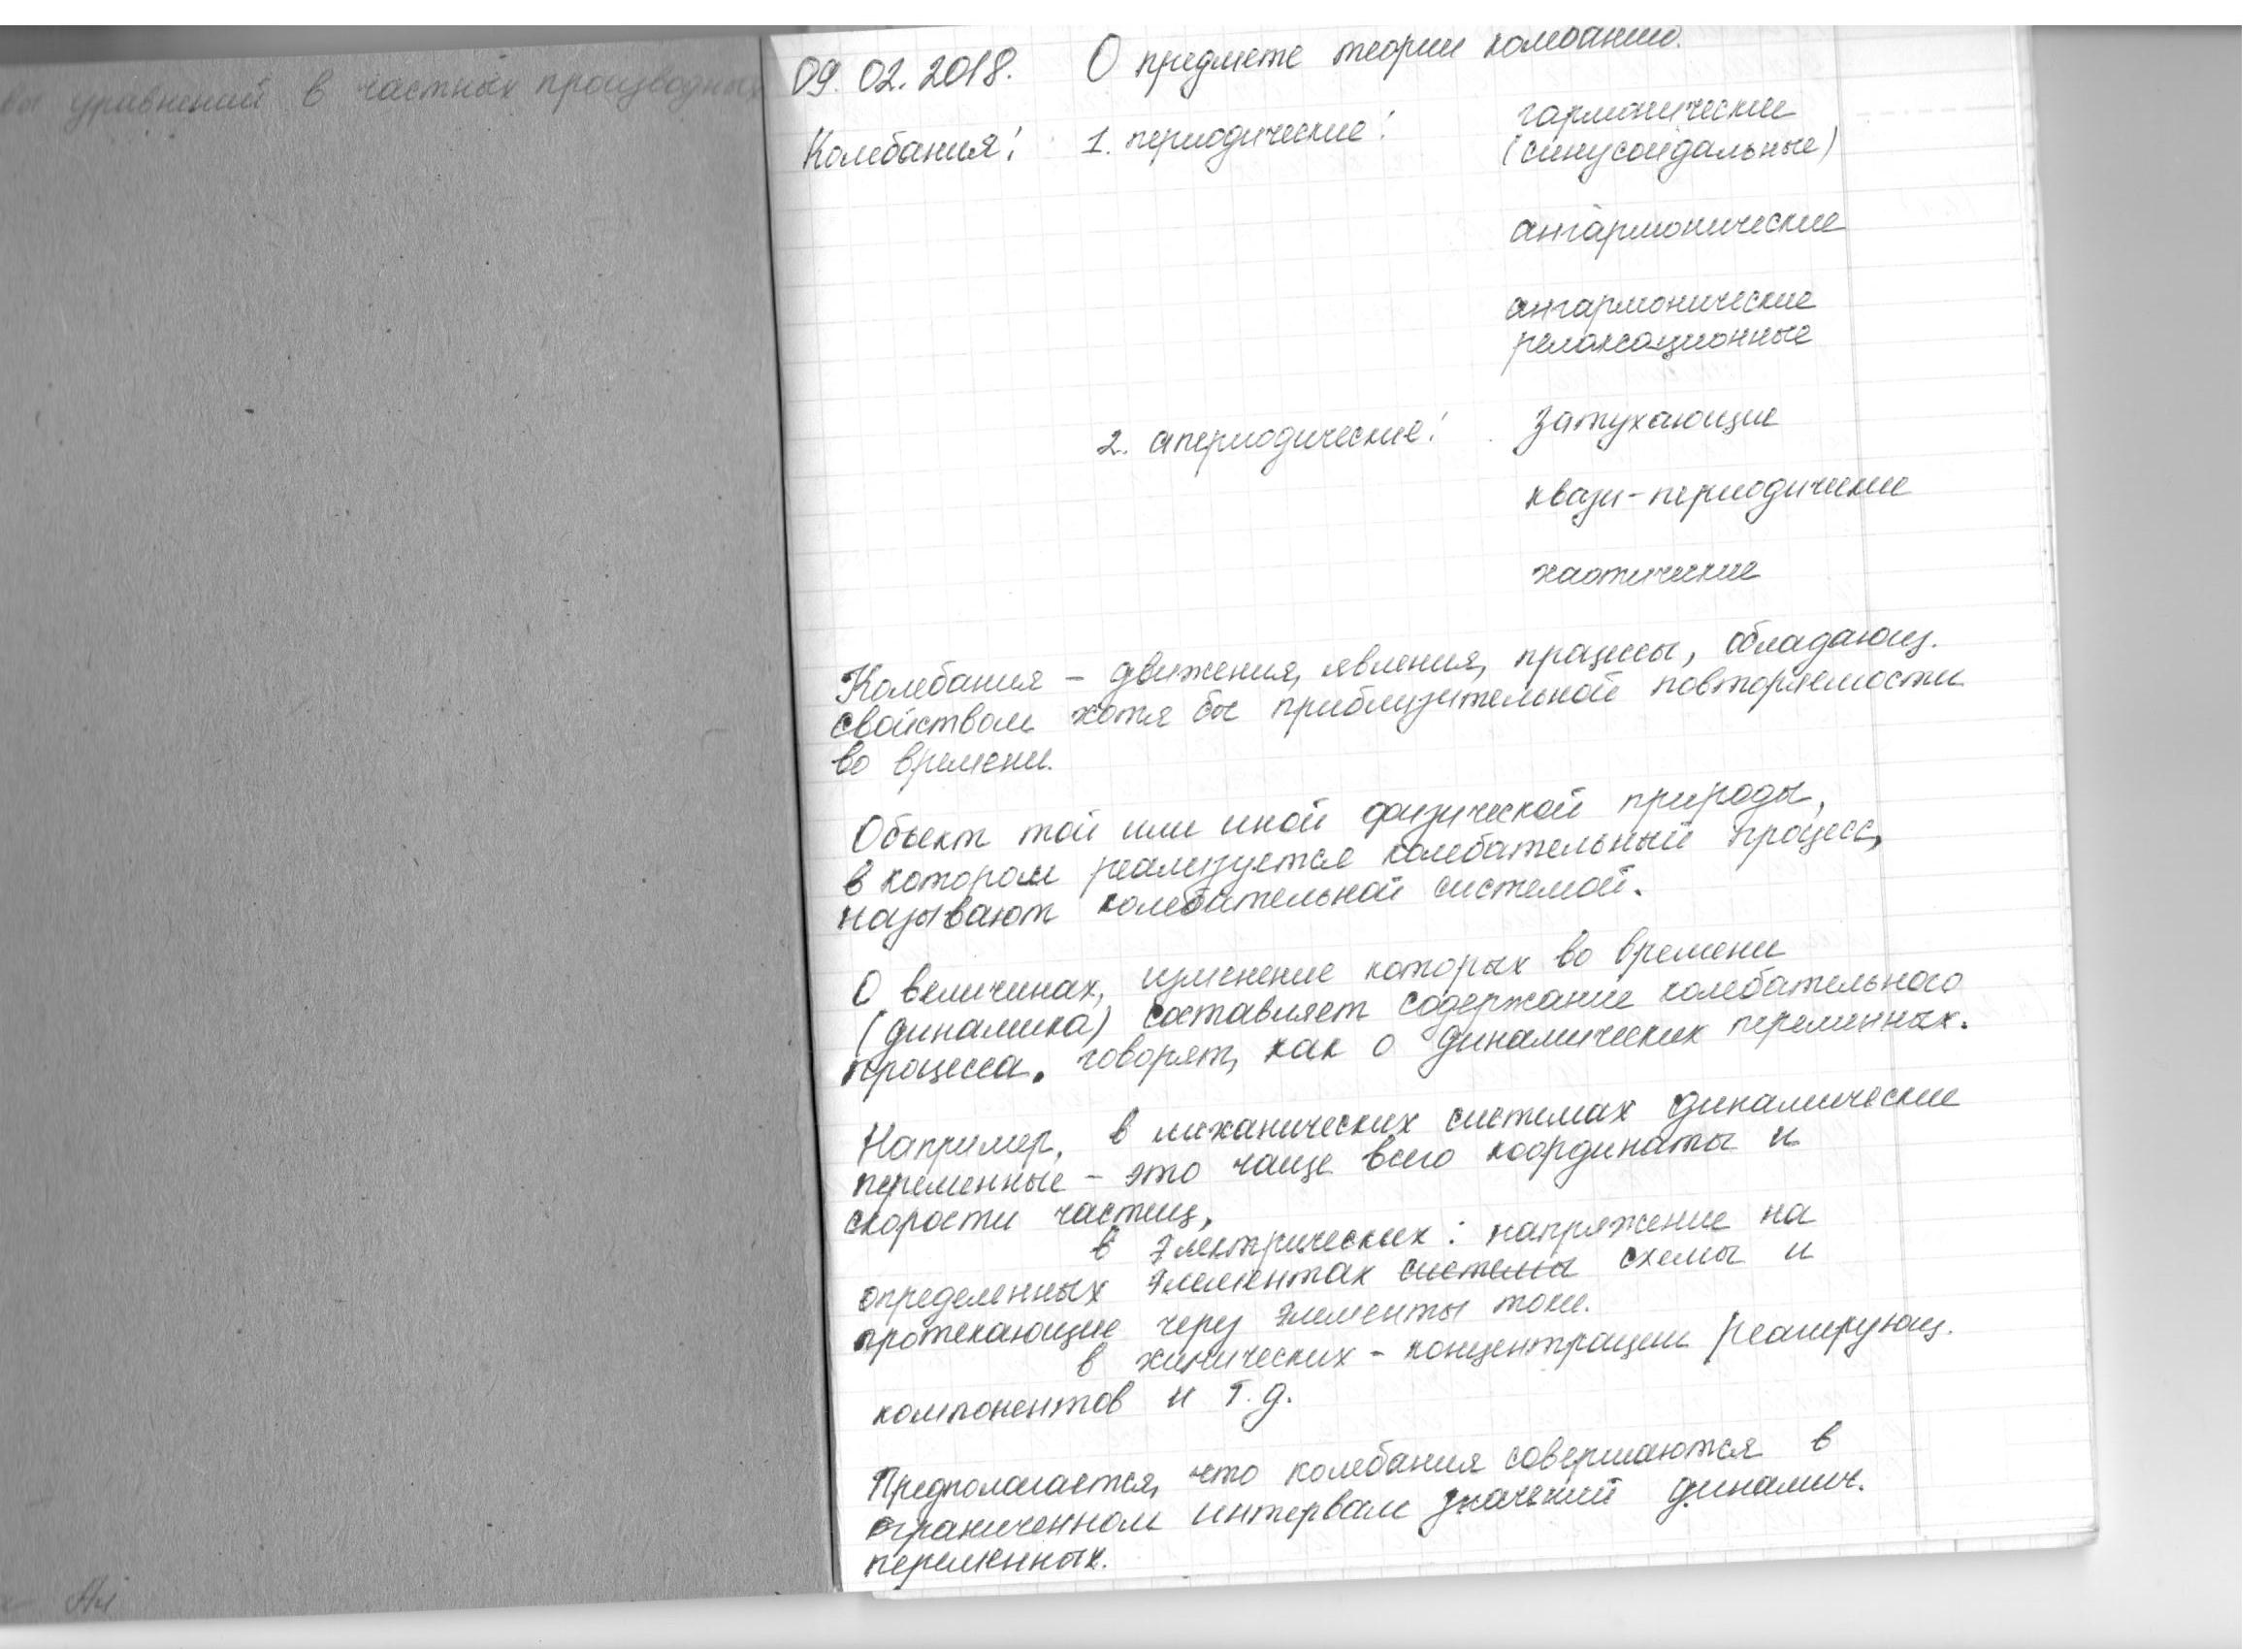 уравнений в частных производных
09.02.2018. О предмете теории колебаний.
Колебания: 1. периодические: гармонические
(синусоидальные)
ангармонические
ангармонические
релаксационные
2. апериодические: затухающие
квази-периодические
хаотические
Колебания – движения, явления, процессы, обладающ.
свойством хотя бы приблизительной повторяемости
во времени.
Объект той или иной физической природы,
в котором реализуется колебательный процесс,
называют колебательной системой.
О величинах, изменение которых во времени
(динамика) составляет содержание колебательного
процесса. говорят, как о динамических переменных.
Например, в механических системах динамические
переменные – это чаще всего координаты и
скорости частиц,
в электрических: напряжение на
определенных элементах системы схемы и
протекающие через элементы токи.
в химических – концентрации реагирующ.
компонентов и т.д.
Предполагается, что колебания совершаются в
ограниченном интервале значений динамич.
переменных.